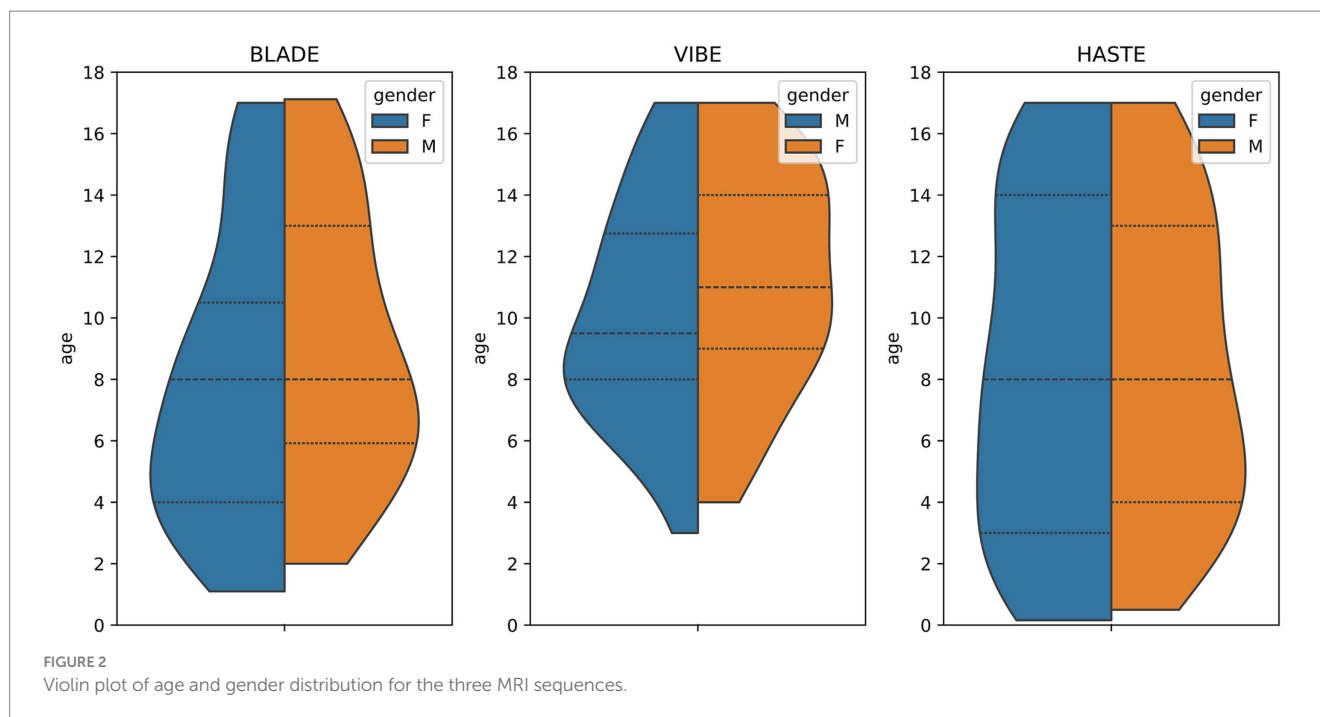 BLADE
18
16
14
12
10
8
6
4
2
0
age
gender
F
M
VIBE
18
16
14
12
10
8
6
4
2
0
age
gender
M
F
HASTE
18
16
14
12
10
8
6
4
2
0
age
gender
F
M
FIGURE 2
Violin plot of age and gender distribution for the three MRI sequences.